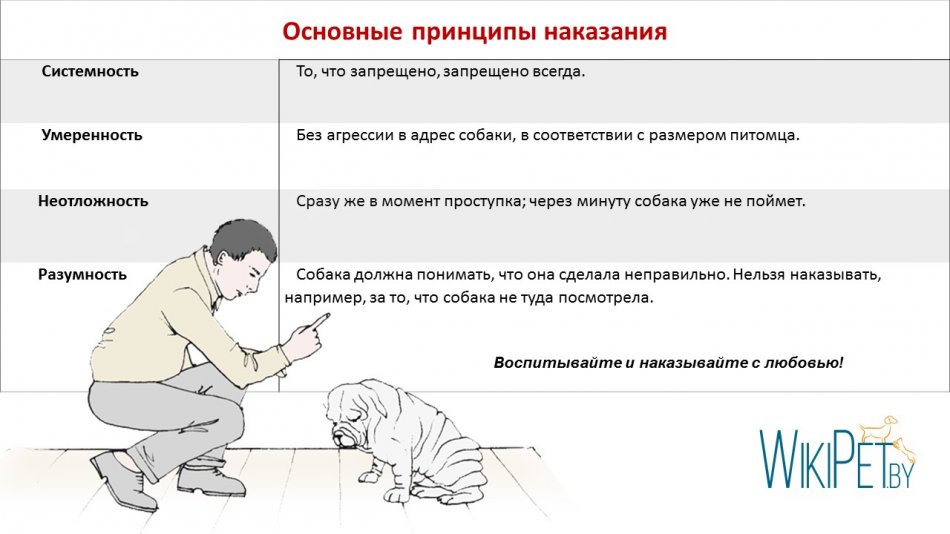 Основные принципы наказания
Системность
То, что запрещено, запрещено всегда.
Умеренность
Без агрессии в адрес собаки, в соответствии с размером питомца.
Неотложность
Сразу же в момент проступка; через минуту собака уже не поймет.
Разумность
Собака должна понимать, что она сделала неправильно. Нельзя наказывать,
например, за то, что собака не туда посмотрела.
Воспитывайте и наказывайте с любовью!
WIKIPET.BY